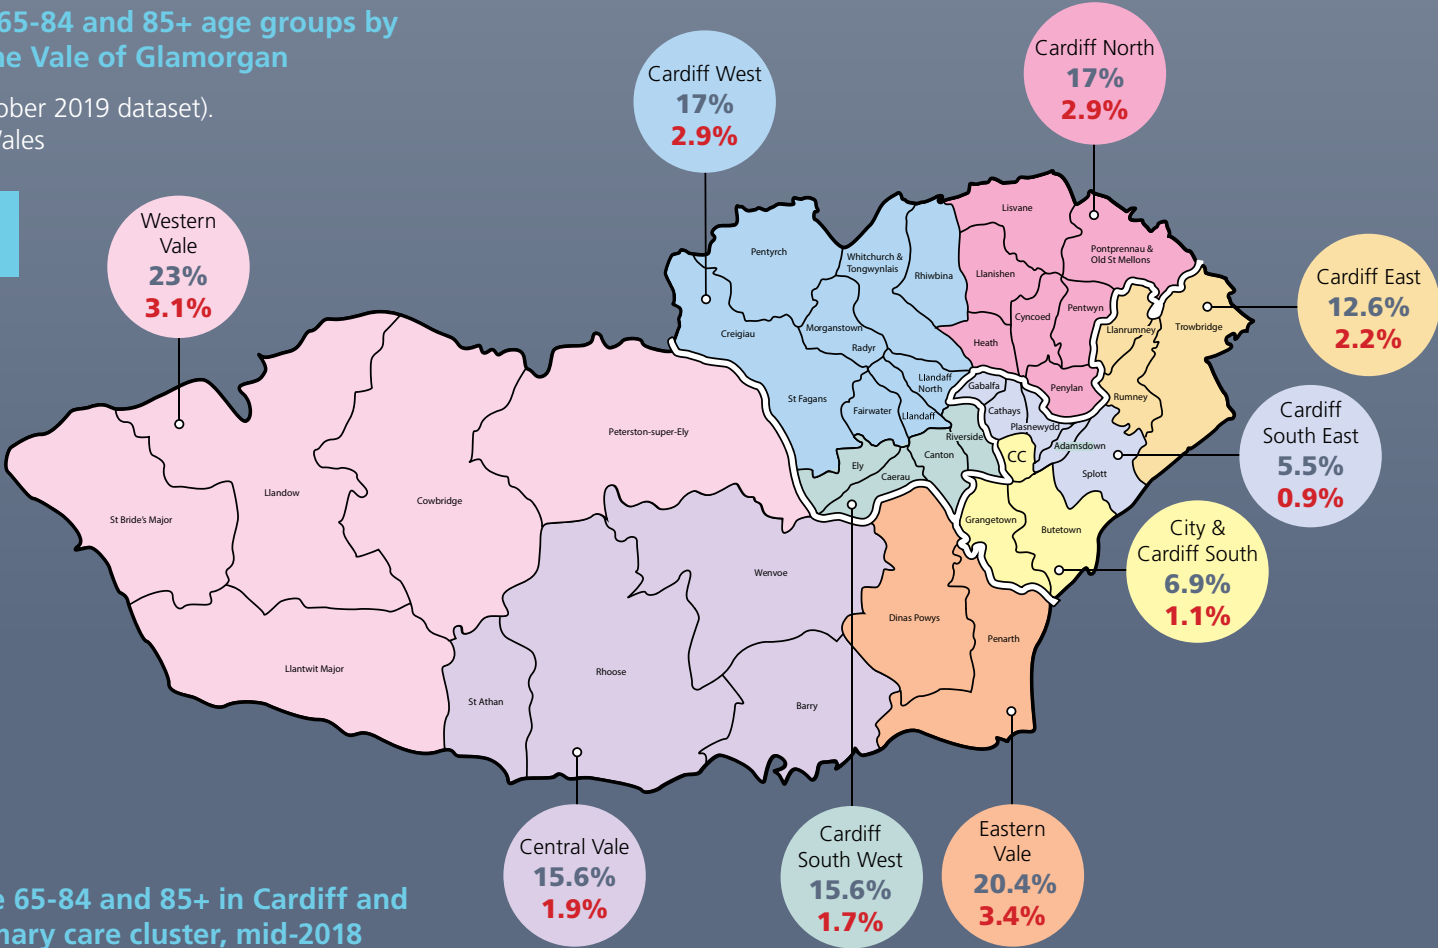 65-84 and 85+ age groups by
he Vale of Glamorgan
ober 2019 dataset).
Vales
Cardiff West
17%
2.9%
Cardiff North
17%
2.9%
Western
Vale
23%
3.1%
Cardiff East
12.6%
2.2%
Cardiff
South East
5.5%
0.9%
City &
Cardiff South
6.9%
1.1%
Pentyrch
Whitchurch &
Tongwynlais
Rhiwbina
Lisvane
Pontprennau &
Old St Mellons
Llanishen
Cyncoed
Pentwyn
Heath
Penylan
Llanrumney
Trowbridge
Rumney
Creigiau
Morganstown
Radyr
Llandaff
North
St Fagans
Fairwater
Llandaff
Gabalfa
Cathays
Plasnewydd
Adamsdown
Splott
Riverside
Canton
Ely
Caerau
CC
Grangetown
Butetown
Peterston-super-Ely
Llandow
Cowbridge
St Bride's Major
Llantwit Major
St Athan
Rhoose
Wenvoe
Barry
Dinas Powys
Penarth
Central Vale
15.6%
1.9%
Cardiff
South West
15.6%
1.7%
Eastern
Vale
20.4%
3.4%
e 65-84 and 85+ in Cardiff and
mary care cluster, mid-2018